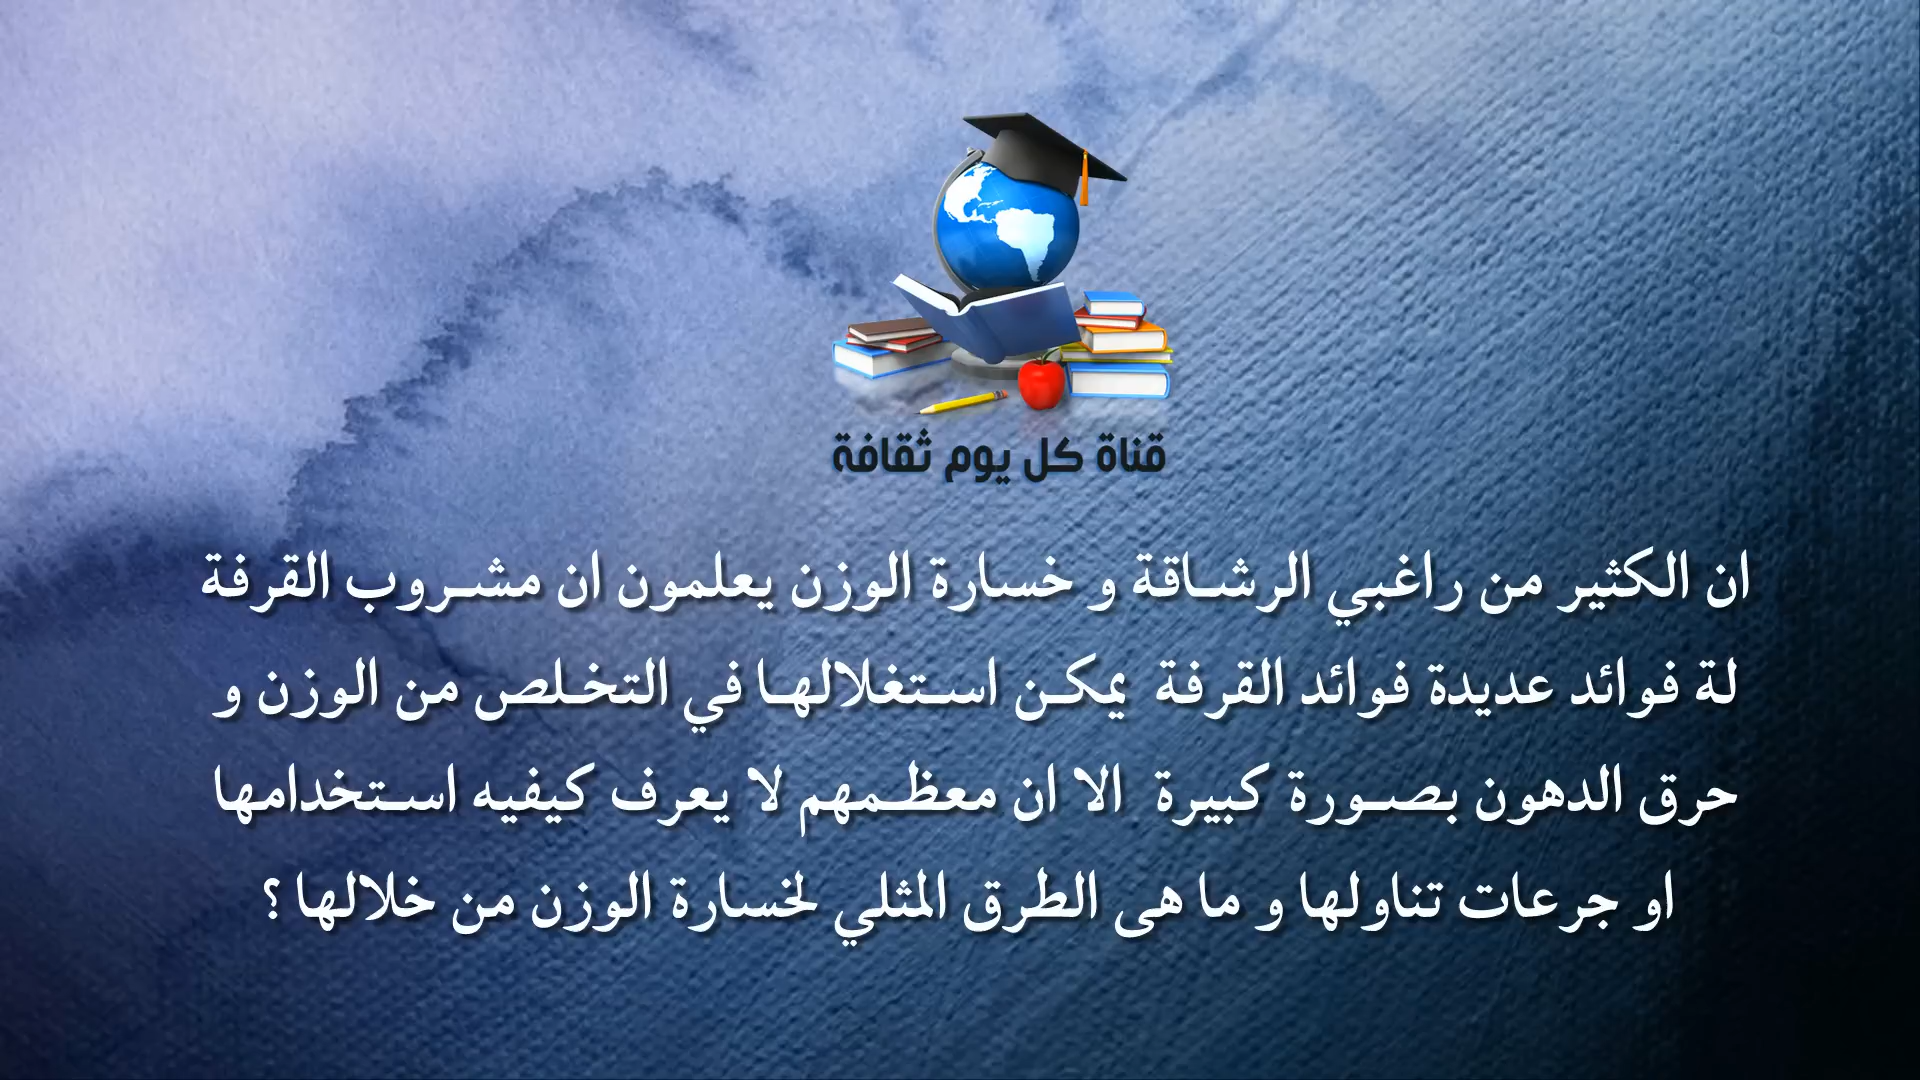 قناة كل يوم ثقافة
ان الكثير من راغبي الرشاقة و خسارة الوزن يعلمون ان مشروب القرفة
لة فوائد عديدة فوائد القرفة يمكن استغلالها في التخلص من الوزن و
حرق الدهون بصورة كبيرة الا ان معظمهم لا يعرف كيفيه استخدامها
او جرعات تناولها و ما هى الطرق المثلي لخسارة الوزن من خلالها ؟